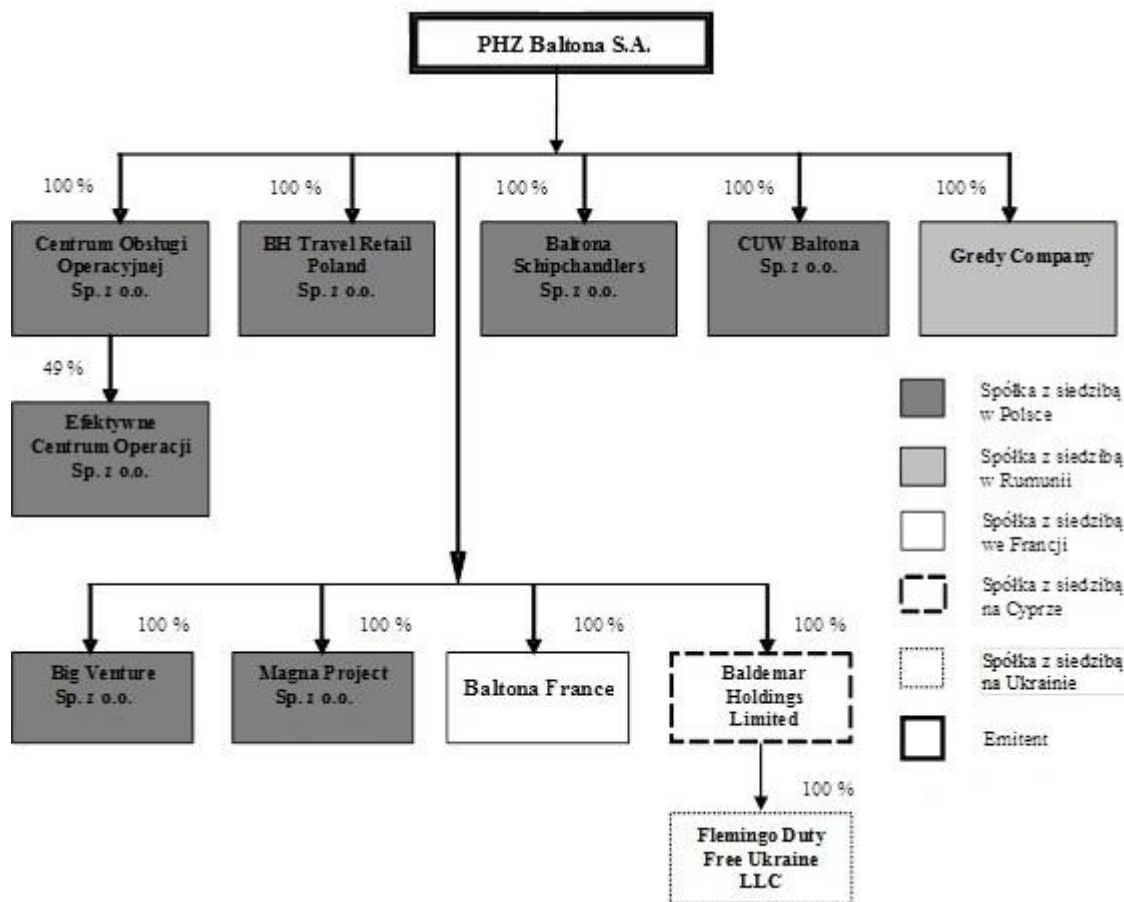 PHZ Baltona S.A.
100 %
100 %
100 %
100 %
100 %
Centrum Obsługi
Operacyjnej
Sp. z o.o.
BH Travel Retail
Poland
Sp. z o.o.
Baltona
Schipchandlers
Sp. z o.o.
CUW Baltona
Sp. z o.o.
Gredy Company
49 %
Efektywne
Centrum Operacji
Sp. z o.o.
Spółka z siedzibą
w Polsce
Spółka z siedzibą
w Rumunii
Spółka z siedzibą
we Francji
Spółka z siedzibą
na Cyprze
Spółka z siedzibą
na Ukrainie
Emitent
100 %
100 %
100 %
100 %
Big Venture
Sp. z o.o.
Magna Project
Sp. z o.o.
Baltona France
Baldemar
Holdings
Limited
100 %
Flemingo Duty
Free Ukraine
LLC